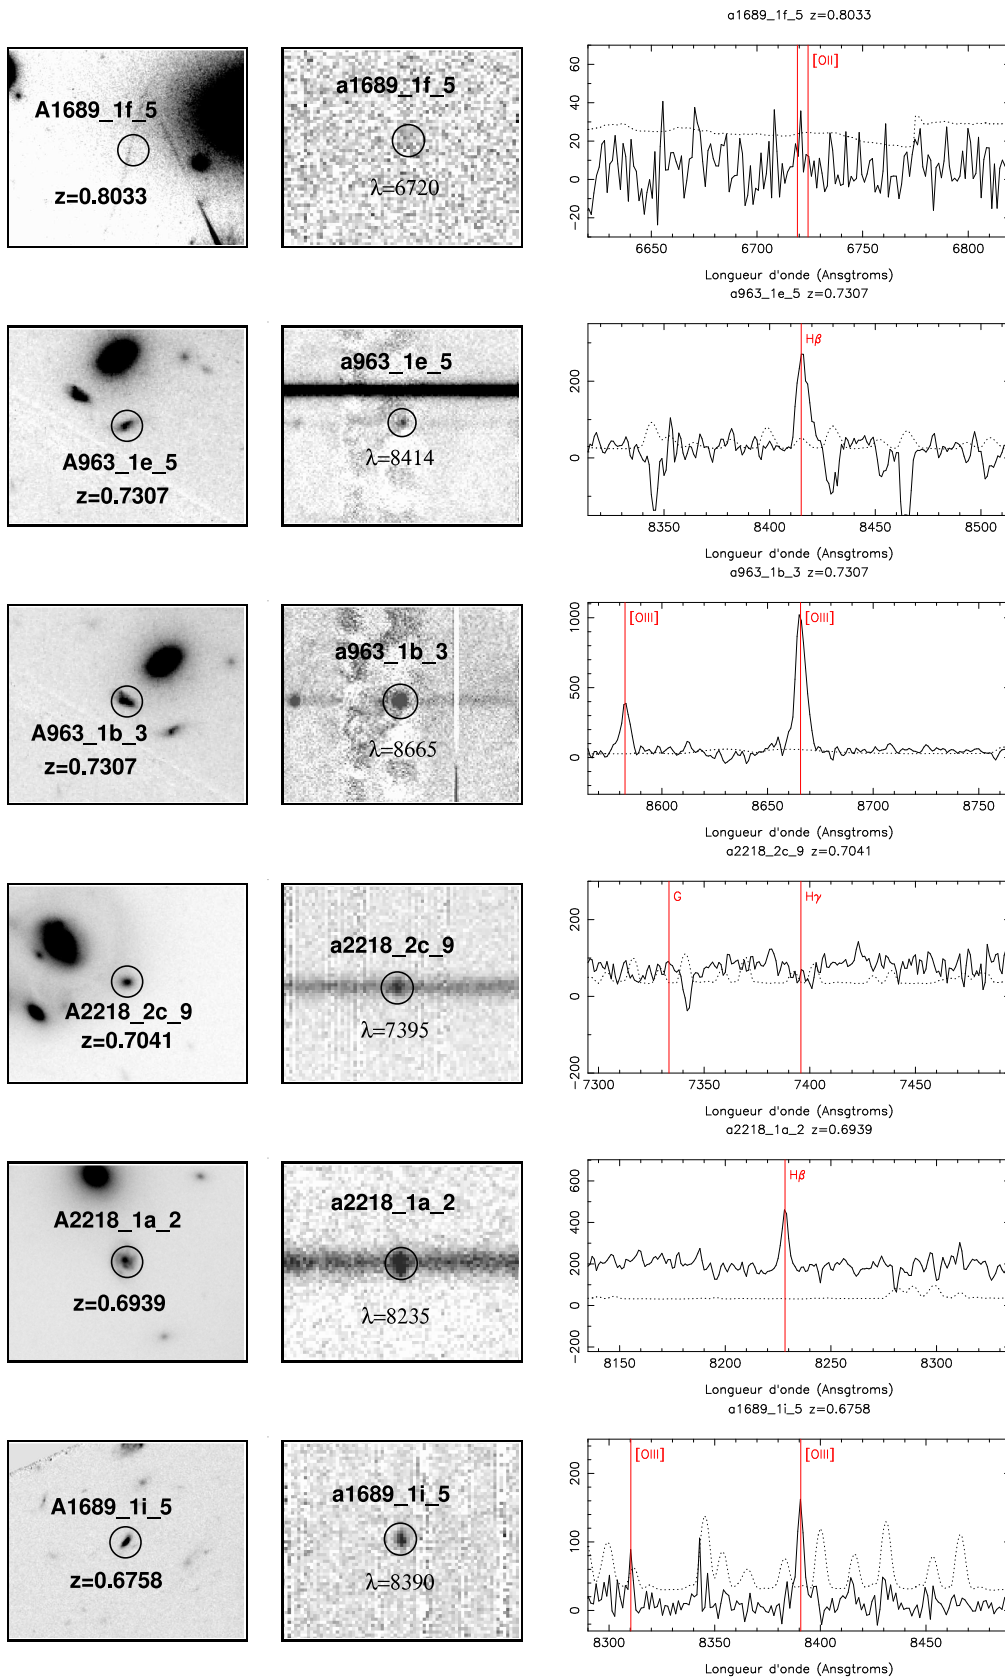 a1689_1f_5 z=0.8033
A1689_1f_5
z=0.8033
a1689_1f_5
λ=6720
[OII]
60
40
20
0
−20
6650 6700 6750 6800
Longueur d'onde (Ansgtroms)
a963_1e_5 z=0.7307
A963_1e_5
z=0.7307
a963_1e_5
λ=8414
Hβ
200
0
8350 8400 8450 8500
Longueur d'onde (Ansgtroms)
a963_1b_3 z=0.7307
A963_1b_3
z=0.7307
a963_1b_3
λ=8665
[OIII] [OIII]
1000
500
0
8600 8650 8700 8750
Longueur d'onde (Ansgtroms)
a2218_2c_9 z=0.7041
A2218_2c_9
z=0.7041
a2218_2c_9
λ=7395
G Hγ
200
0
−200
7300 7350 7400 7450
Longueur d'onde (Ansgtroms)
a2218_1a_2 z=0.6939
A2218_1a_2
z=0.6939
a2218_1a_2
λ=8235
Hβ
600
400
200
0
−200
8150 8200 8250 8300
Longueur d'onde (Ansgtroms)
a1689_1i_5 z=0.6758
A1689_1i_5
z=0.6758
a1689_1i_5
λ=8390
[OIII] [OIII]
200
100
0
8300 8350 8400 8450
Longueur d'onde (Ansgtroms)